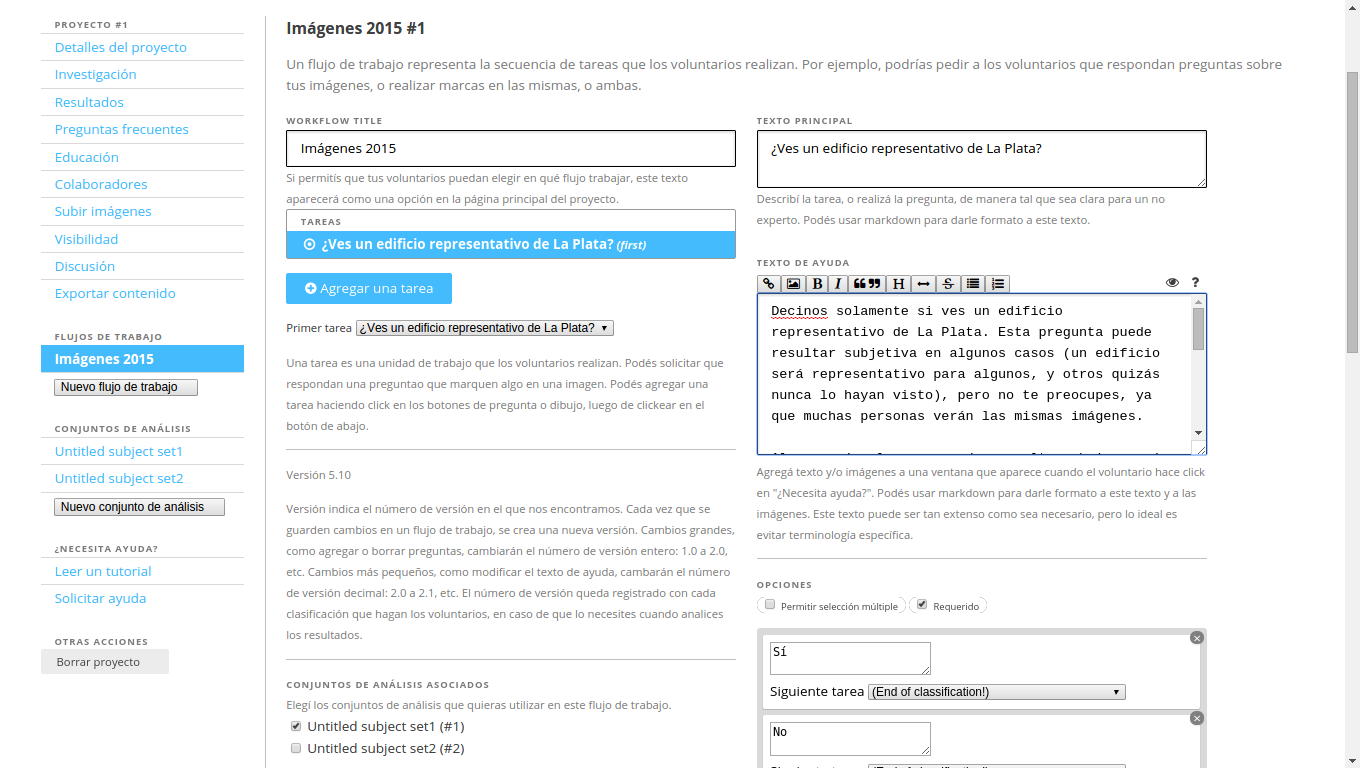 PROYECTO #1
Detalles del proyecto
Investigación
Resultados
Preguntas frecuentes
Educación
Colaboradores
Subir imágenes
Visibilidad
Discusión
Exportar contenido
FLUJOS DE TRABAJO
Imágenes 2015
Nuevo flujo de trabajo
CONJUNTOS DE ANÁLISIS
Untitled subject set1
Untitled subject set2
Nuevo conjunto de análisis
¿NECESITA AYUDA?
Leer un tutorial
Solicitar ayuda
OTRAS ACCIONES
Borrar proyecto
Imágenes 2015 #1
Un flujo de trabajo representa la secuencia de tareas que los voluntarios realizan. Por ejemplo, podrías pedir a los voluntarios que respondan preguntas sobre
tus imágenes, o realizar marcas en las mismas, o ambas.
WORKFLOW TITLE
Imágenes 2015
Si permitís que tus voluntarios puedan elegir en qué flujo trabajar, este texto
aparecerá como una opción en la página principal del proyecto.
TAREAS
¿Ves un edificio representativo de La Plata? (first)
Agregar una tarea
Primer tarea ¿Ves un edificio representativo de La Plata?
Una tarea es una unidad de trabajo que los voluntarios realizan. Podés solicitar que
respondan una preguntao que marquen algo en una imagen. Podés agregar una
tarea haciendo click en los botones de pregunta o dibujo, luego de clickear en el
botón de abajo.
Versión 5.10
Versión indica el número de versión en el que nos encontramos. Cada vez que se
guarden cambios en un flujo de trabajo, se crea una nueva versión. Cambios grandes,
como agregar o borrar preguntas, cambiarán el número de versión entero: 1.0 a 2.0,
etc. Cambios más pequeños, como modificar el texto de ayuda, cambarán el número
de versión decimal: 2.0 a 2.1, etc. El número de versión queda registrado con cada
clasificación que hagan los voluntarios, en caso de que lo necesites cuando analices
los resultados.
CONJUNTOS DE ANÁLISIS ASOCIADOS
Elegí los conjuntos de análisis que quieras utilizar en este flujo de trabajo.
Untitled subject set1 (#1)
Untitled subject set2 (#2)
TEXTO PRINCIPAL
¿Ves un edificio representativo de La Plata?
Describí la tarea, o realizá la pregunta, de manera tal que sea clara para un no
experto. Podés usar markdown para darle formato a este texto.
TEXTO DE AYUDA
B I H S ?
Decinos solamente si ves un edificio
representativo de La Plata. Esta pregunta puede
resultar subjetiva en algunos casos (un edificio
será representativo para algunos, y otros quizás
nunca lo hayan visto), pero no te preocupes, ya
que muchas personas verán las mismas imágenes.
Agregá texto y/o imágenes a una ventana que aparece cuando el voluntario hace click
en "¿Necesita ayuda?". Podés usar markdown para darle formato a este texto y a las
imágenes. Este texto puede ser tan extenso como sea necesario, pero lo ideal es
evitar terminología específica.
OPCIONES
Permitir selección múltiple Requerido
Sí
Siguiente tarea (End of classification!)
No